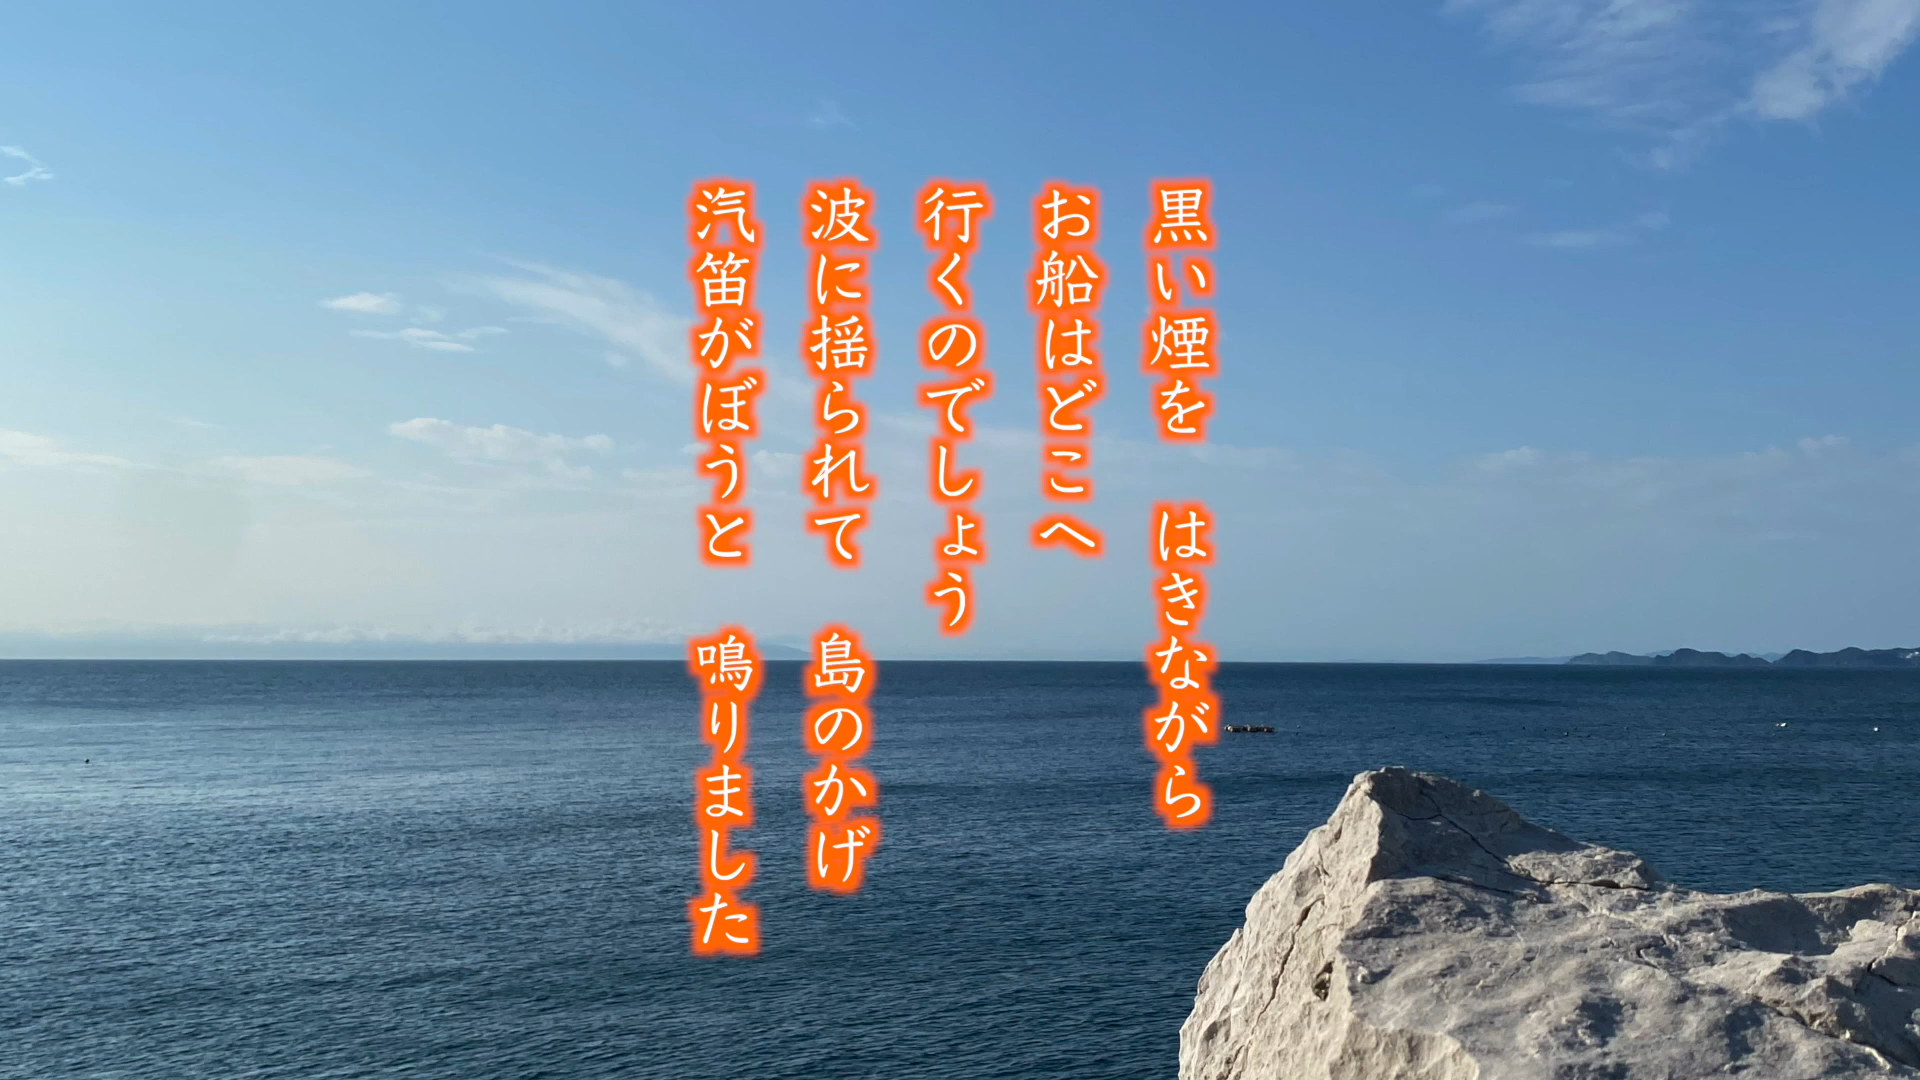 黒い煙を　はきながら
お船はどこへ
行くのでしょう
波に揺られて　島のかげ
汽笛がぼうと　鳴りました